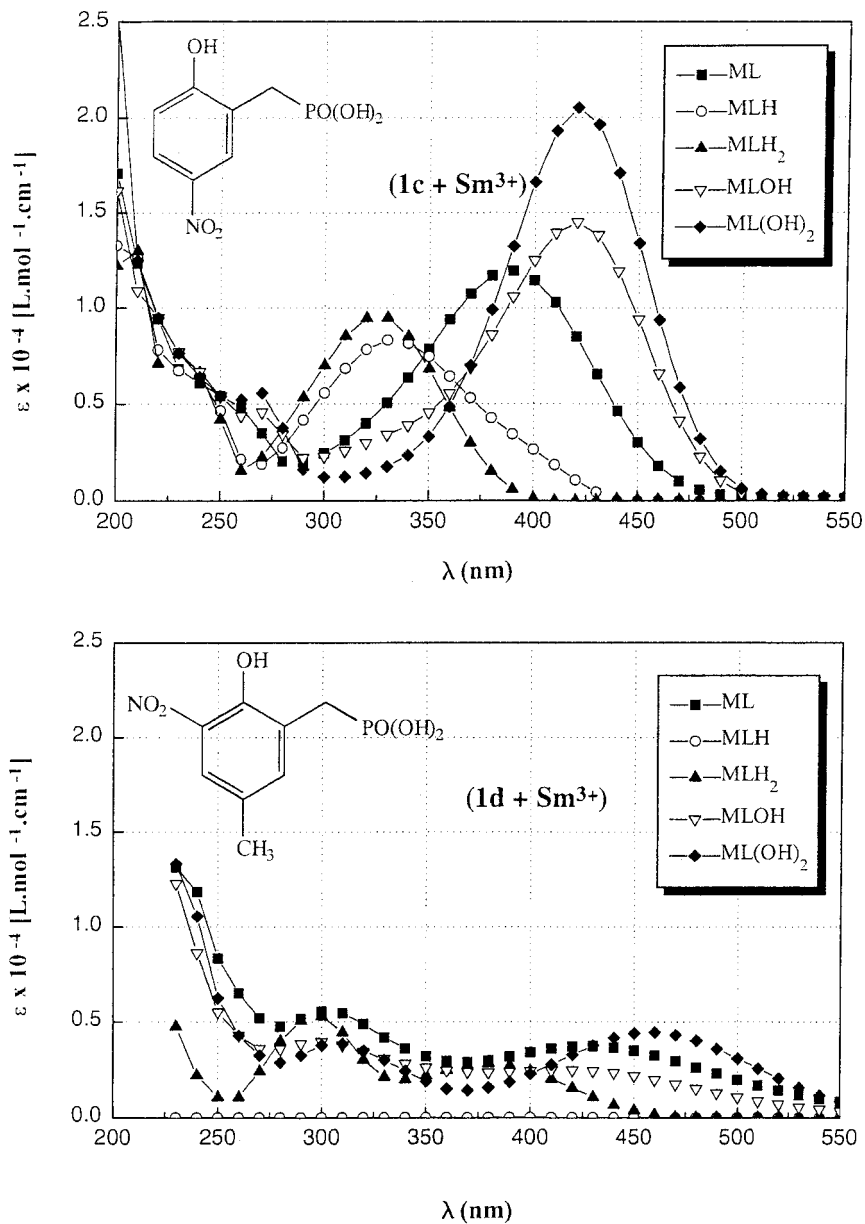 2.5
2.0
1.5
1.0
0.5
0.0
ε x 10 ⁻⁴ [L.mol ⁻¹.cm ⁻¹]
OH
PO(OH)₂
NO₂
(1c + Sm³⁺)
ML
MLH
MLH₂
MLOH
ML(OH)₂
200 250 300 350 400 450 500 550
λ (nm)
2.5
2.0
1.5
1.0
0.5
0.0
ε x 10 ⁻⁴ [L.mol ⁻¹.cm ⁻¹]
OH
NO₂
PO(OH)₂
CH₃
(1d + Sm³⁺)
ML
MLH
MLH₂
MLOH
ML(OH)₂
200 250 300 350 400 450 500 550
λ (nm)